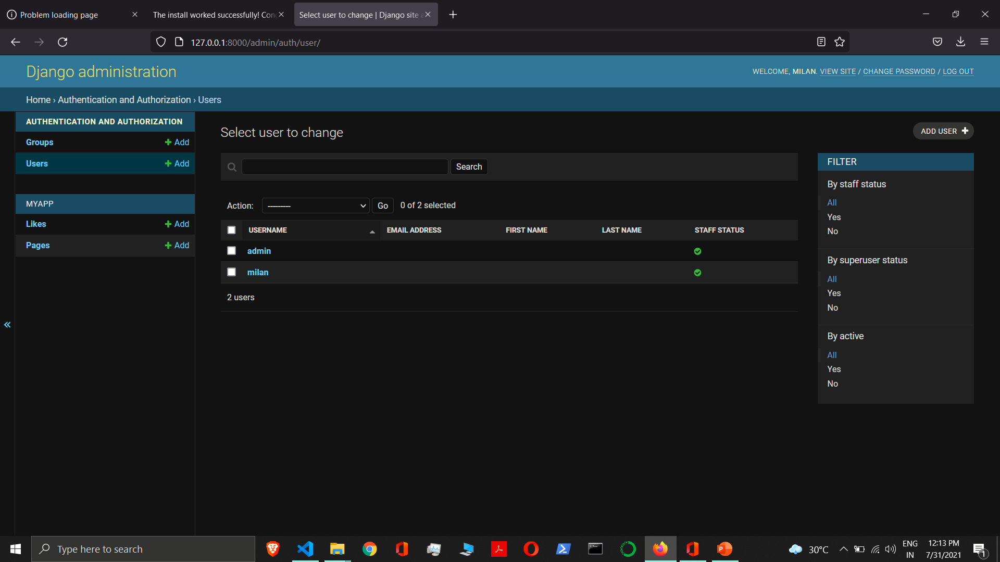 Problem loading page
The install worked successfully! Con
Select user to change | Django site a
127.0.0.1:8000/admin/auth/user/
Django administration
WELCOME, MILAN. VIEW SITE / CHANGE PASSWORD / LOG OUT
Home › Authentication and Authorization › Users
AUTHENTICATION AND AUTHORIZATION
Groups + Add
Users + Add
MYAPP
Likes + Add
Pages + Add
«
Select user to change
ADD USER +
Search
Action: --------- Go 0 of 2 selected
USERNAME EMAIL ADDRESS FIRST NAME LAST NAME STAFF STATUS
admin
milan
2 users
FILTER
By staff status
All
Yes
No
By superuser status
All
Yes
No
By active
All
Yes
No
Type here to search
30°C
ENG
IN
12:13 PM
7/31/2021
1